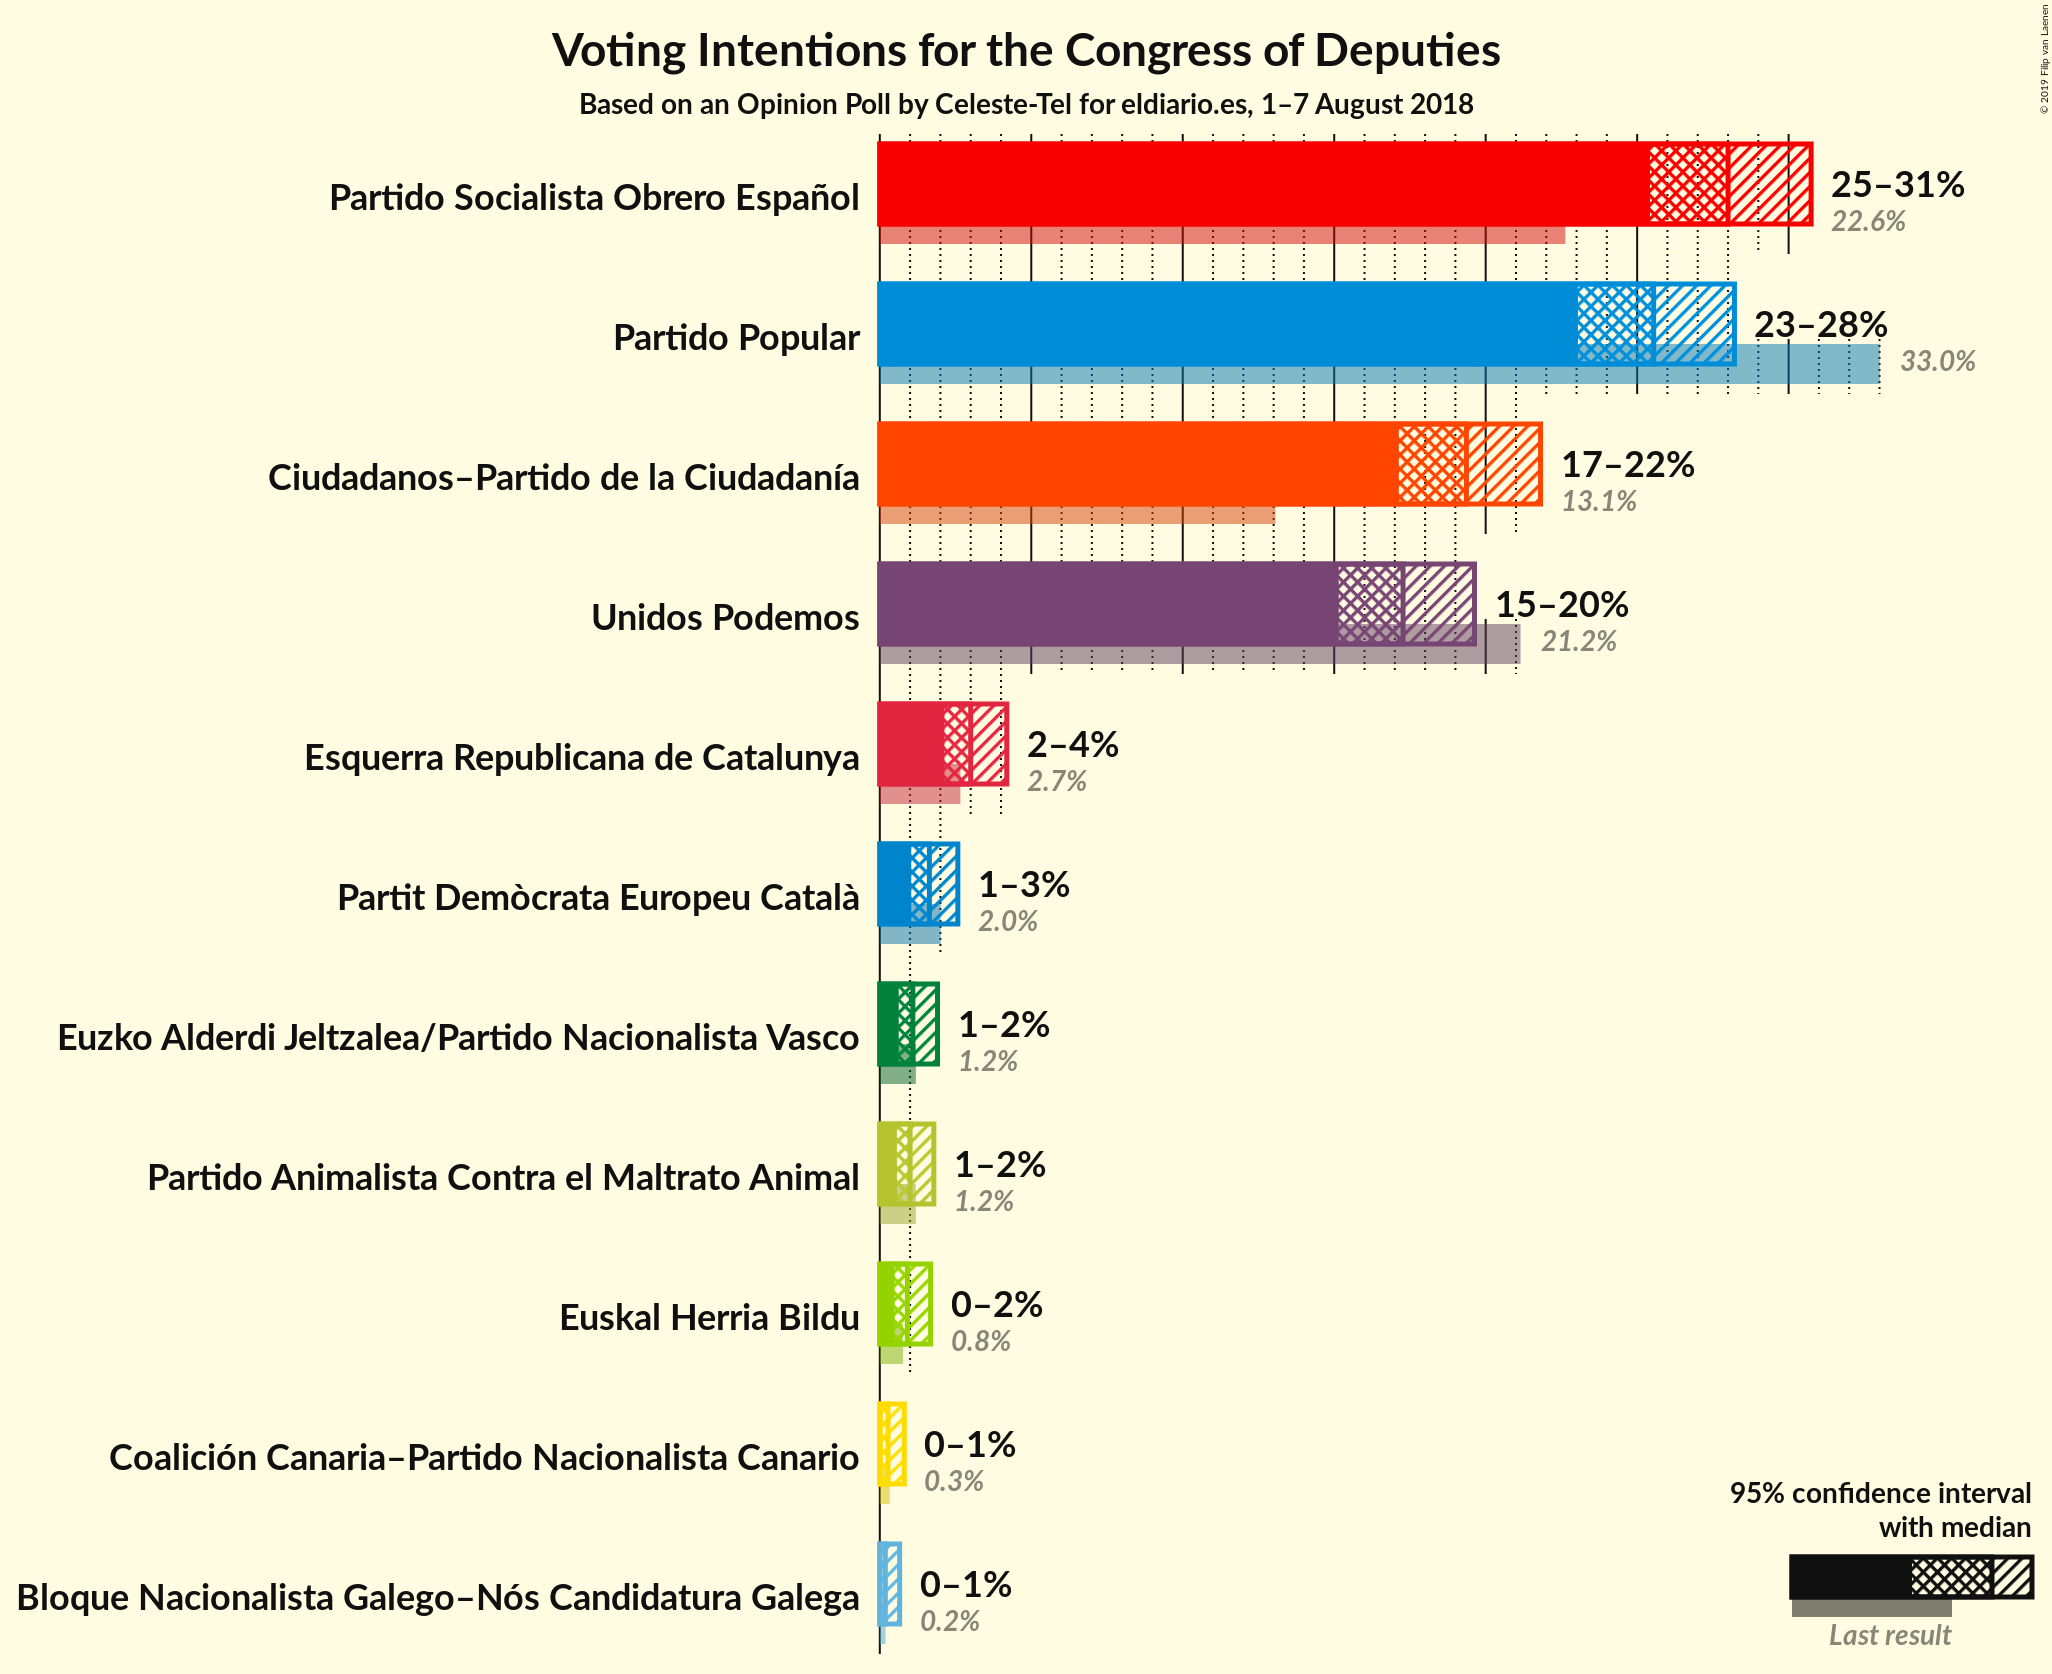 Voting Intentions for the Congress of Deputies
Based on an Opinion Poll by Celeste-Tel for eldiario.es, 1–7 August 2018
© 2019 Filip van Laenen
Partido Socialista Obrero Español
25–31%
22.6%
Partido Popular
23–28%
33.0%
Ciudadanos–Partido de la Ciudadanía
17–22%
13.1%
Unidos Podemos
15–20%
21.2%
Esquerra Republicana de Catalunya
2–4%
2.7%
Partit Demòcrata Europeu Català
1–3%
2.0%
Euzko Alderdi Jeltzalea/Partido Nacionalista Vasco
1–2%
1.2%
Partido Animalista Contra el Maltrato Animal
1–2%
1.2%
Euskal Herria Bildu
0–2%
0.8%
Coalición Canaria–Partido Nacionalista Canario
0–1%
0.3%
Bloque Nacionalista Galego–Nós Candidatura Galega
0–1%
0.2%
95% confidence interval
with median
Last result